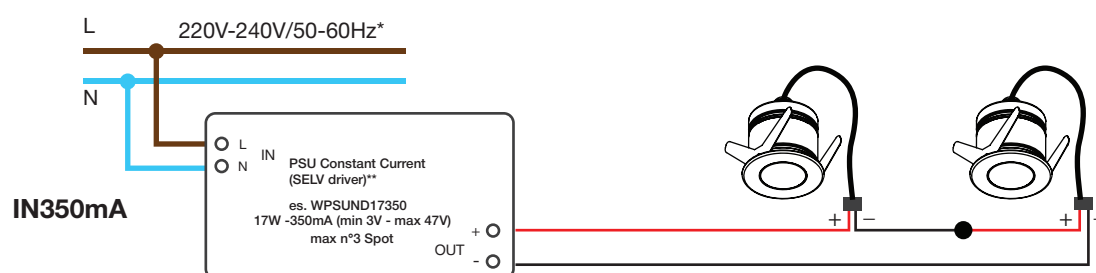 L
220V-240V/50-60Hz*
N
L
IN
N
PSU Constant Current
(SELV driver)**
es. WPSUND17350
17W -350mA (min 3V - max 47V)
max n°3 Spot
IN350mA
OUT
+
-
+ −
+ −